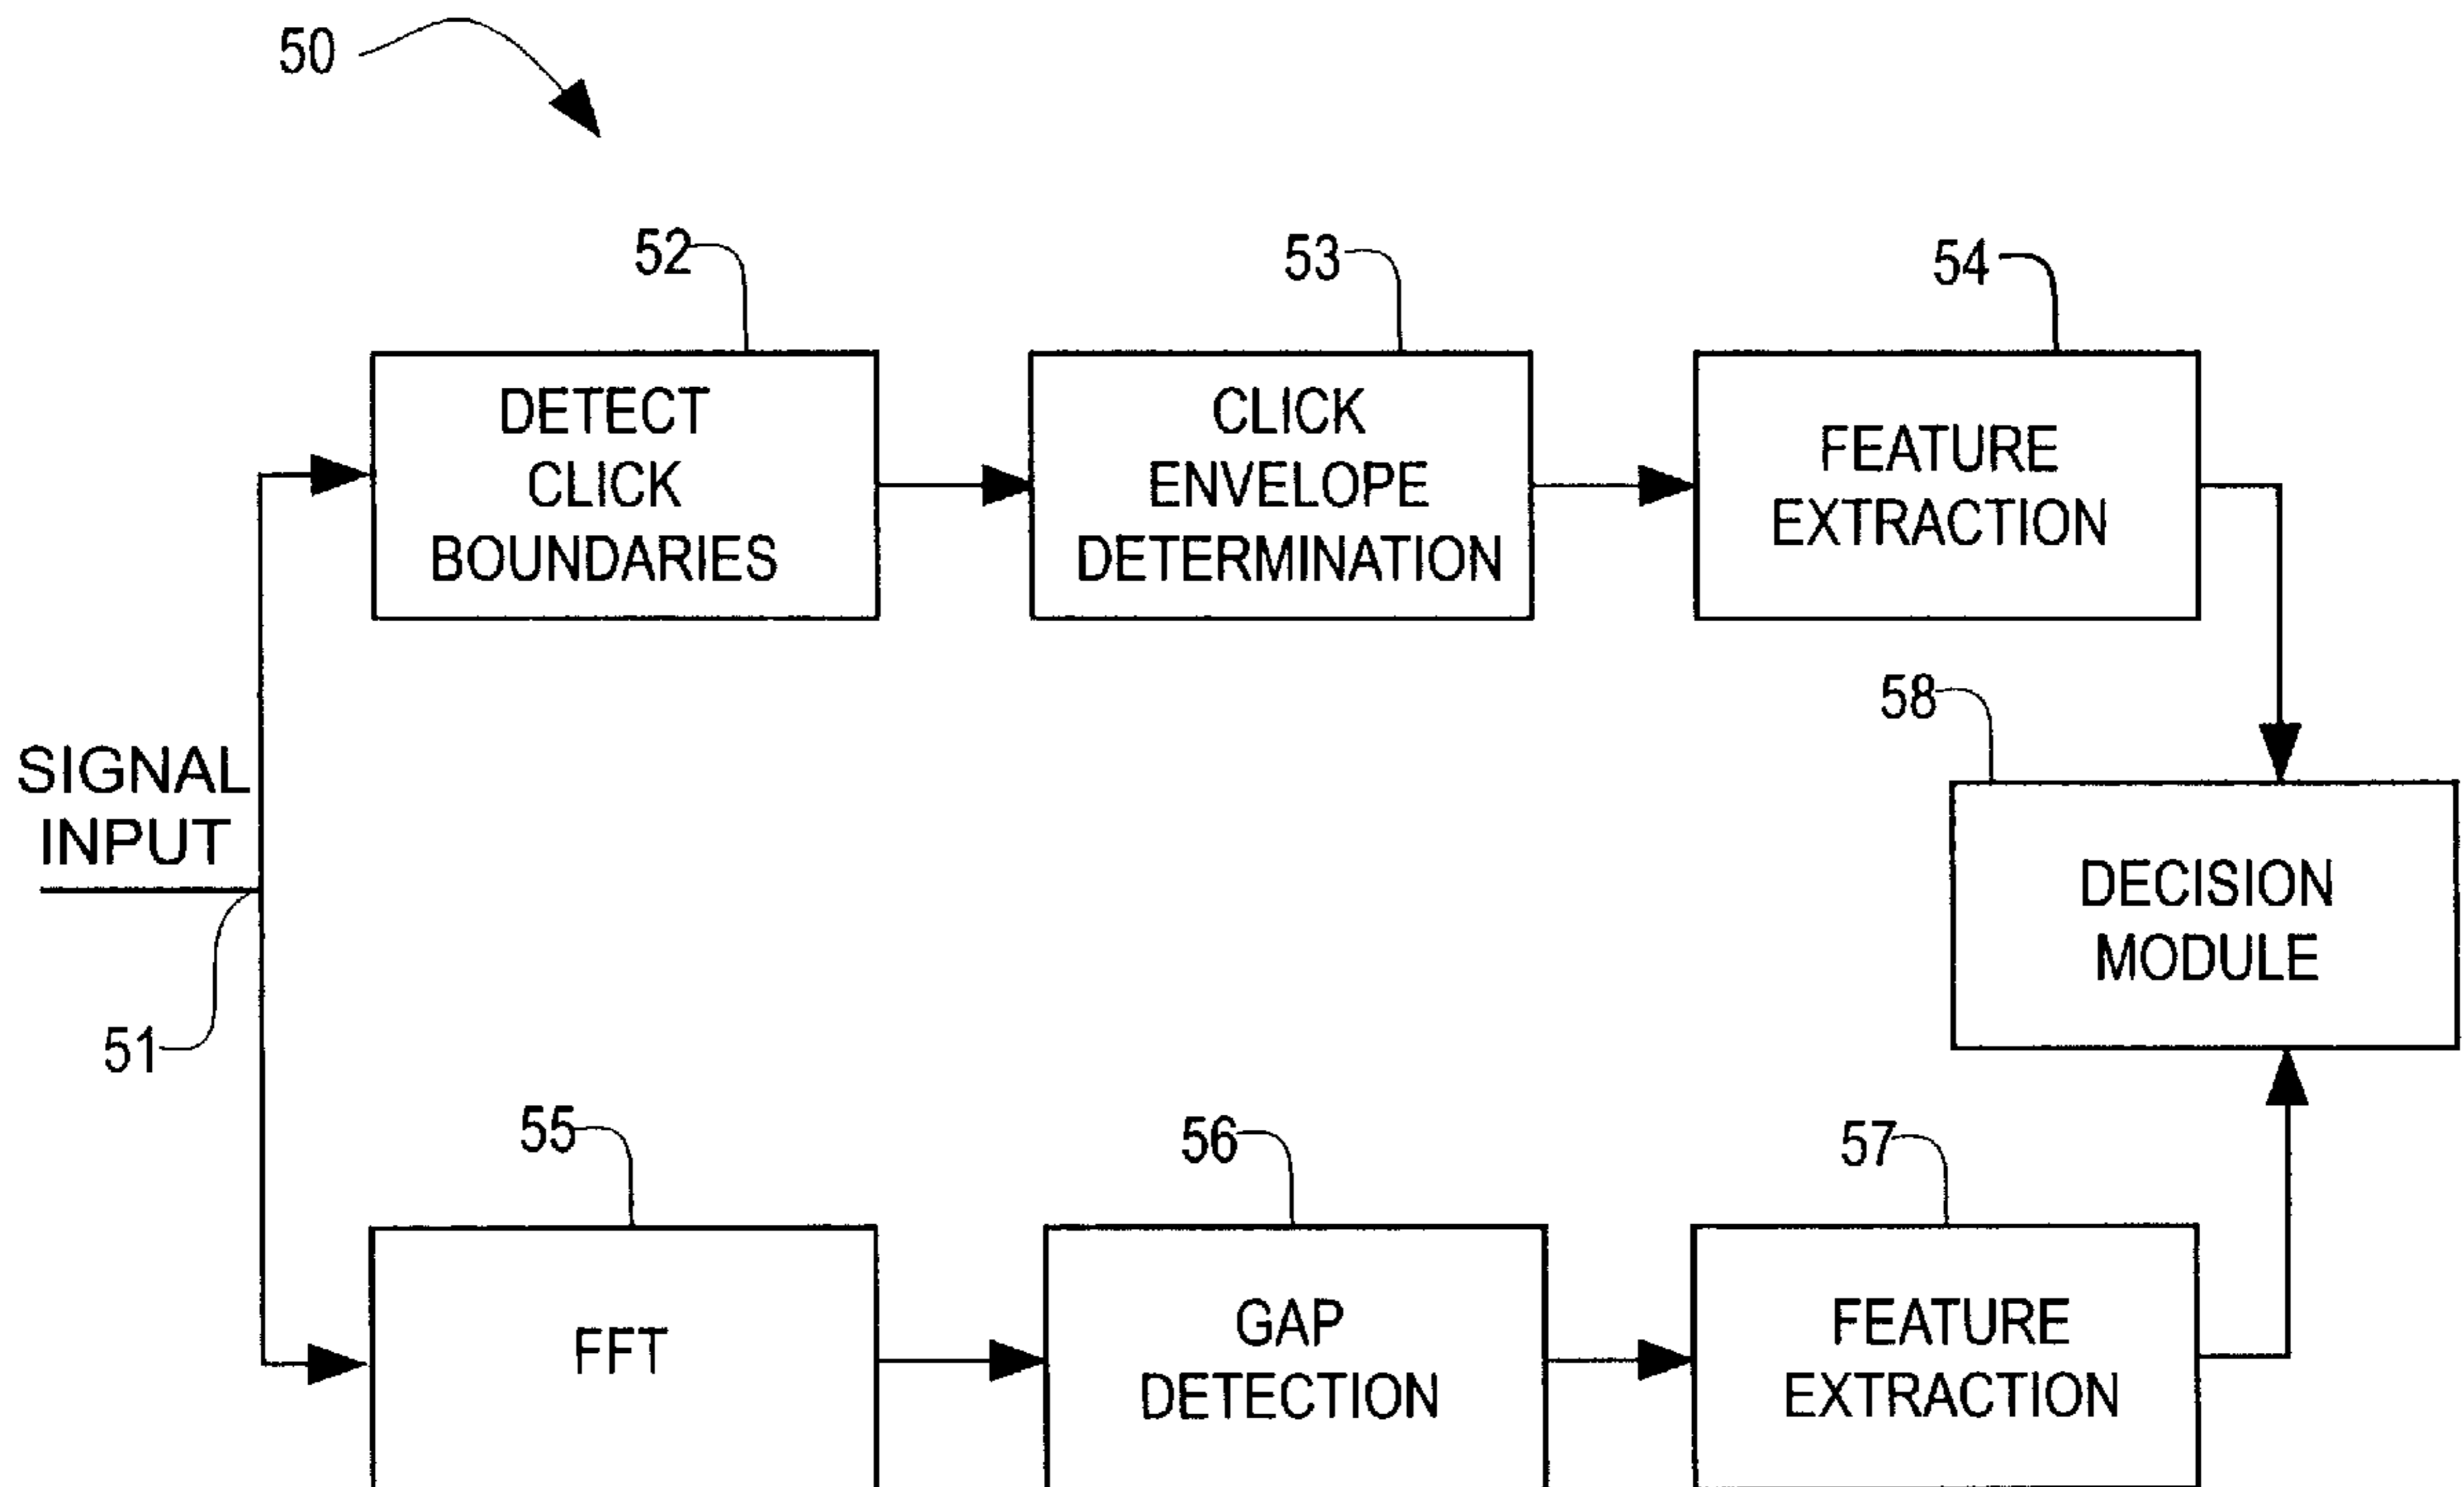 50
52
53
54
DETECT
CLICK
BOUNDARIES
CLICK
ENVELOPE
DETERMINATION
FEATURE
EXTRACTION
58
SIGNAL
INPUT
DECISION
MODULE
51
55
56
57
FFT
GAP
DETECTION
FEATURE
EXTRACTION